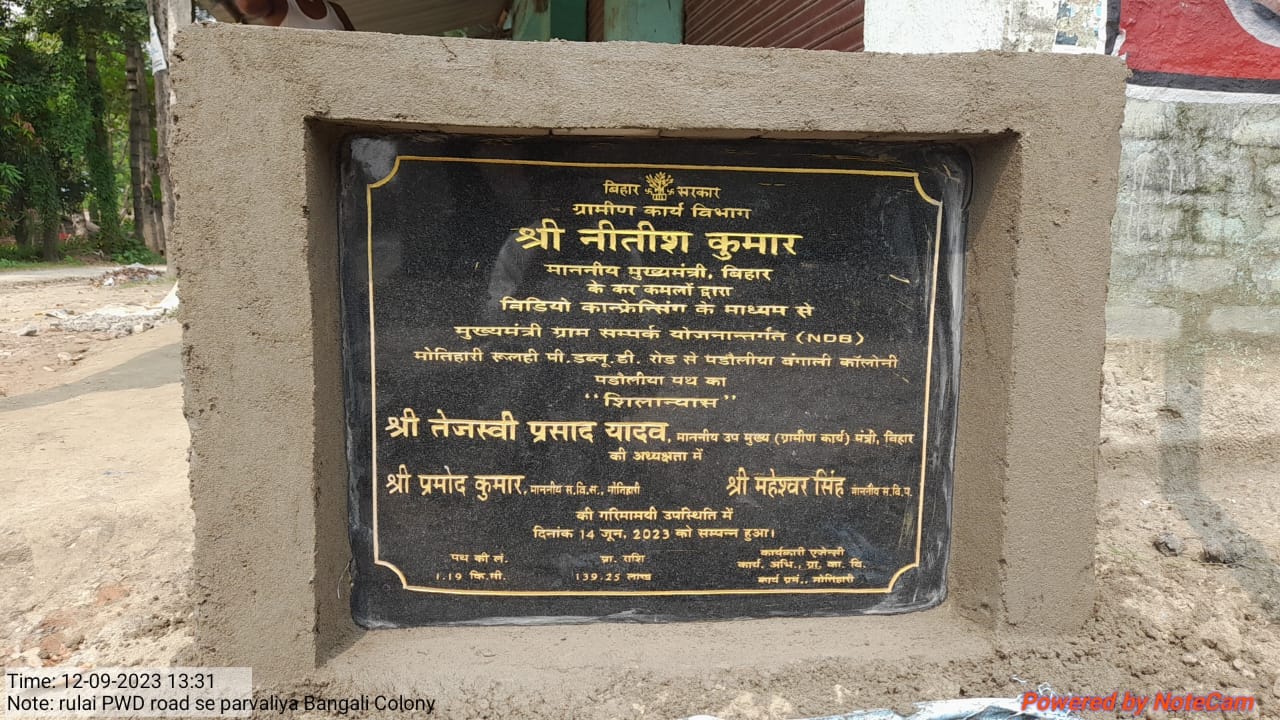 बिहार सरकार
ग्रामीण कार्य विभाग
श्री नीतीश कुमार
माननीय मुख्यमंत्री, बिहार
के कर कमलों द्वारा
विडियो कान्फ्रेन्सिंग के माध्यम से
मुख्यमंत्री ग्राम सम्पर्क योजनान्तर्गत (NDB)
मोतिहारी रूलही पी.डब्लू.डी. रोड से पडौलीया बंगाली कॉलोनी
पडौलीया पथ का
"शिलान्यास"
श्री तेजस्वी प्रसाद यादव, माननीय उप मुख्य (ग्रामीण कार्य) मंत्री, बिहार
की अध्यक्षता में
श्री प्रमोद कुमार, माननीय स.वि.स., मोतिहारी श्री महेश्वर सिंह माननीय स.वि.प.
की गरिमामयी उपस्थिति में
दिनांक 14 जून, 2023 को सम्पन्न हुआ।
पथ की लं. प्रा. राशि कार्यकारी एजेन्सी
1.19 कि.मी. 139.25 लाख कार्य. अभि., ग्रा. का. वि.
कार्य प्रमं., मोतिहारी
Time: 12-09-2023 13:31
Note: rulai PWD road se parvaliya Bangali Colony
Powered by NoteCam